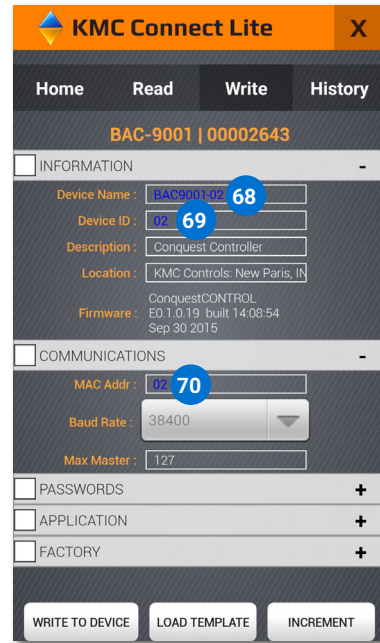 KMC Connect Lite X
Home Read Write History
BAC-9001 | 00002643
INFORMATION -
Device Name : BAC9001-02 68
Device ID : 02 69
Description : Conquest Controller
Location : KMC Controls: New Paris, IN
Firmware : ConquestCONTROL
E0.1.0.19 built 14:08:54
Sep 30 2015
COMMUNICATIONS -
MAC Addr : 02 70
Baud Rate : 38400
Max Master : 127
PASSWORDS +
APPLICATION +
FACTORY +
WRITE TO DEVICE LOAD TEMPLATE INCREMENT